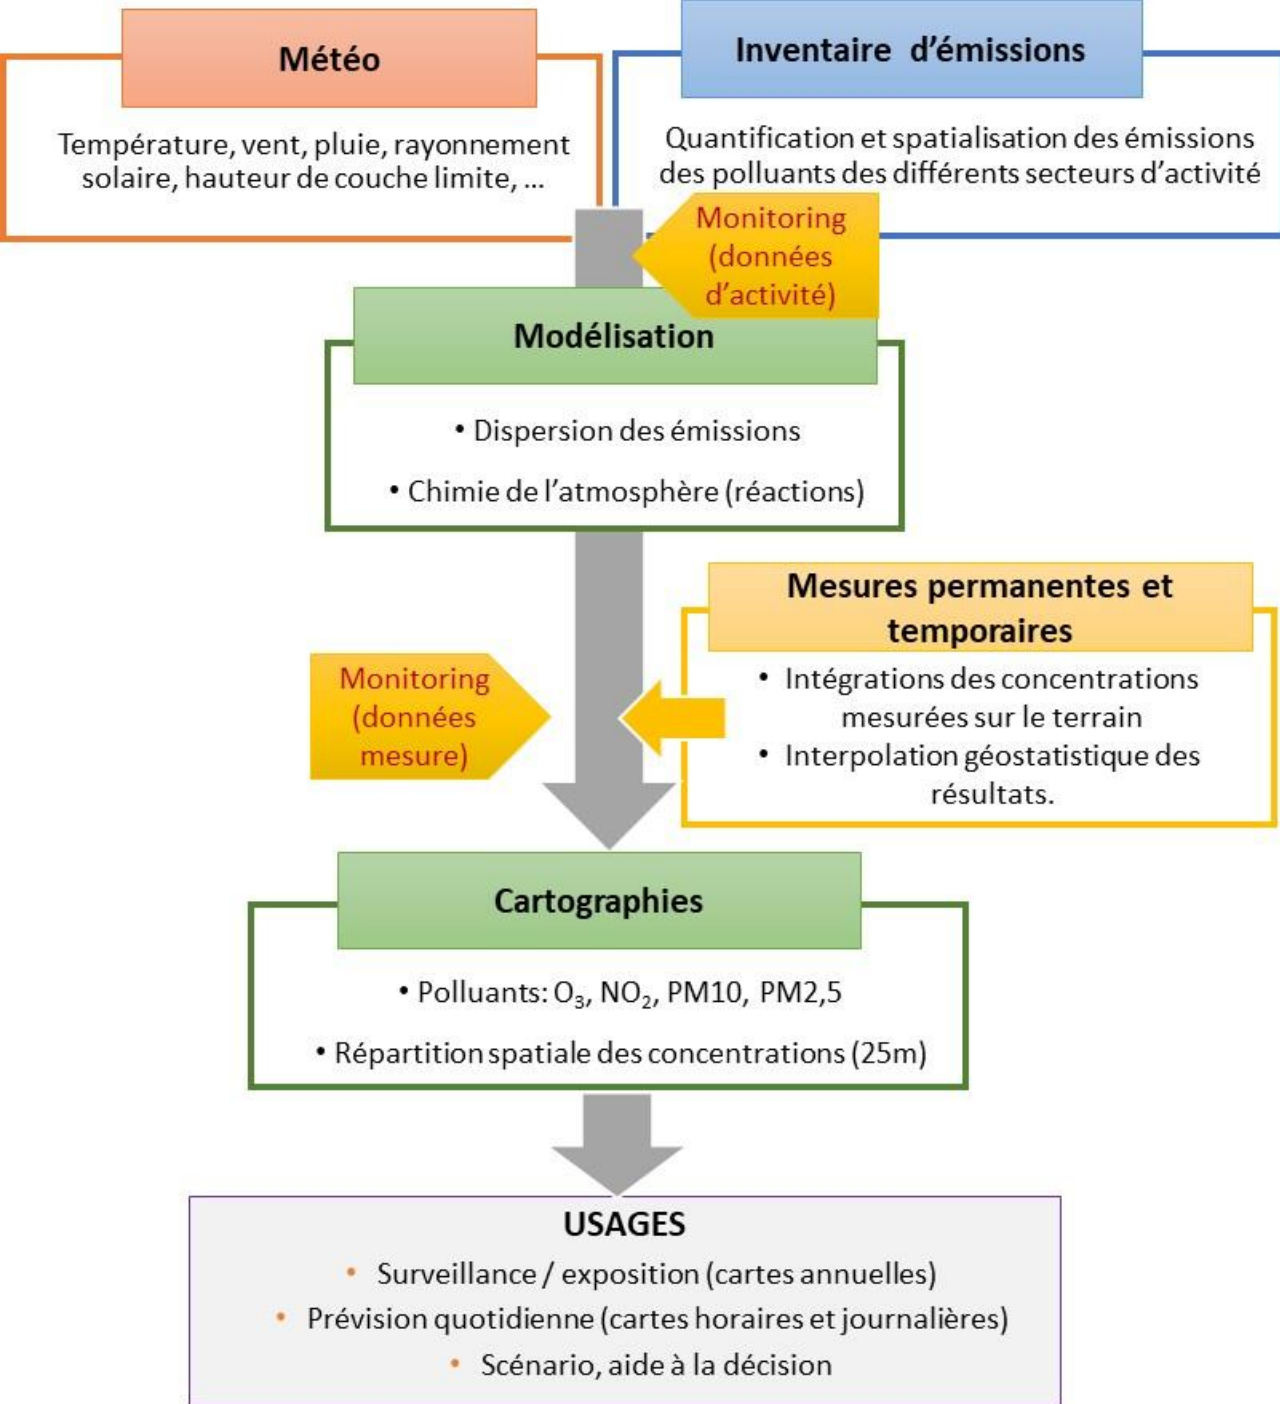 Météo
Température, vent, pluie, rayonnement
solaire, hauteur de couche limite, ...
Inventaire d’émissions
Quantification et spatialisation des émissions
des polluants des différents secteurs d’activité
Monitoring
(données
d’activité)
Modélisation
• Dispersion des émissions
• Chimie de l’atmosphère (réactions)
Mesures permanentes et
temporaires
• Intégrations des concentrations
mesurées sur le terrain
• Interpolation géostatistique des
résultats.
Monitoring
(données
mesure)
Cartographies
• Polluants: O₃, NO₂, PM10, PM2,5
• Répartition spatiale des concentrations (25m)
USAGES
• Surveillance / exposition (cartes annuelles)
• Prévision quotidienne (cartes horaires et journalières)
• Scénario, aide à la décision